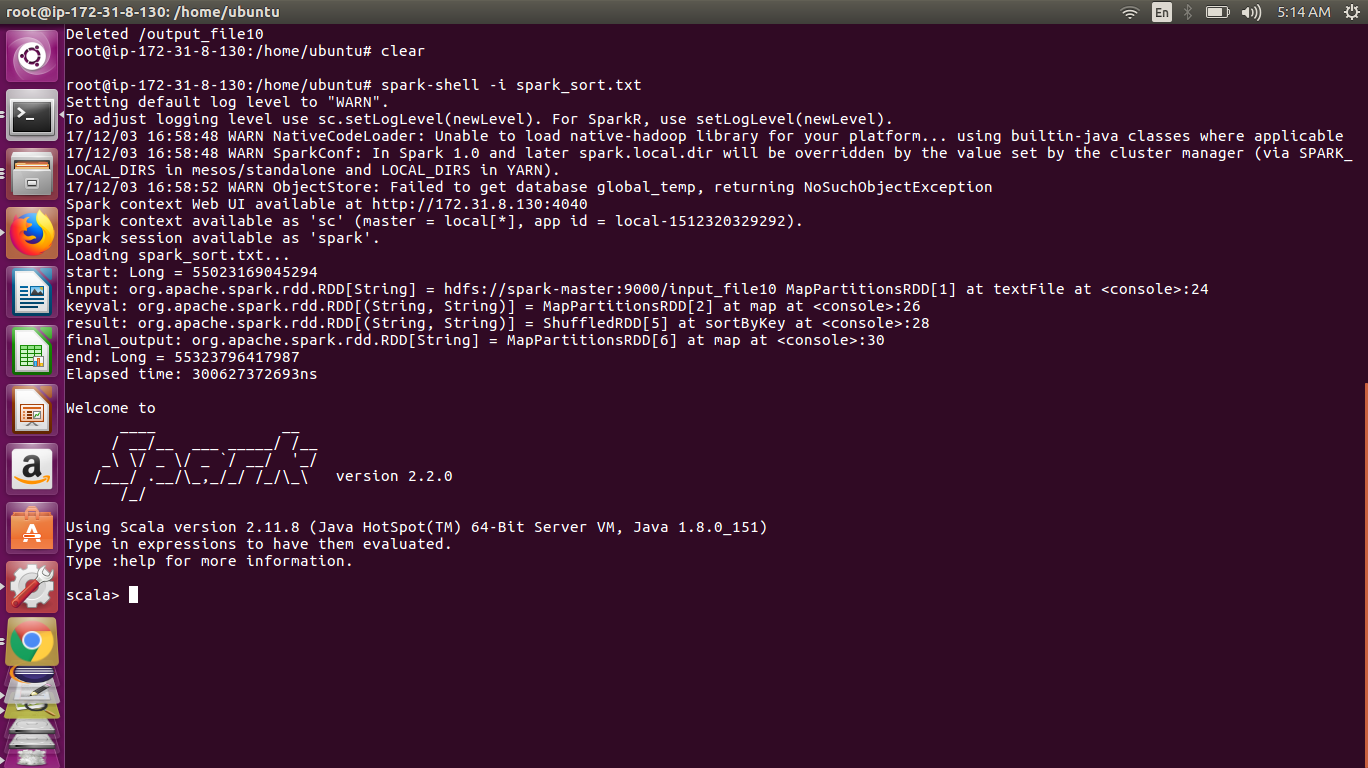 root@ip-172-31-8-130: /home/ubuntu
En
5:14 AM
Deleted /output_file10
root@ip-172-31-8-130:/home/ubuntu# clear
root@ip-172-31-8-130:/home/ubuntu# spark-shell -i spark_sort.txt
Setting default log level to "WARN".
To adjust logging level use sc.setLogLevel(newLevel). For SparkR, use setLogLevel(newLevel).
17/12/03 16:58:48 WARN NativeCodeLoader: Unable to load native-hadoop library for your platform... using builtin-java classes where applicable
17/12/03 16:58:48 WARN SparkConf: In Spark 1.0 and later spark.local.dir will be overridden by the value set by the cluster manager (via SPARK_
LOCAL_DIRS in mesos/standalone and LOCAL_DIRS in YARN).
17/12/03 16:58:52 WARN ObjectStore: Failed to get database global_temp, returning NoSuchObjectException
Spark context Web UI available at http://172.31.8.130:4040
Spark context available as 'sc' (master = local[*], app id = local-1512320329292).
Spark session available as 'spark'.
Loading spark_sort.txt...
start: Long = 55023169045294
input: org.apache.spark.rdd.RDD[String] = hdfs://spark-master:9000/input_file10 MapPartitionsRDD[1] at textFile at <console>:24
keyval: org.apache.spark.rdd.RDD[(String, String)] = MapPartitionsRDD[2] at map at <console>:26
result: org.apache.spark.rdd.RDD[(String, String)] = ShuffledRDD[5] at sortByKey at <console>:28
final_output: org.apache.spark.rdd.RDD[String] = MapPartitionsRDD[6] at map at <console>:30
end: Long = 55323796417987
Elapsed time: 300627372693ns
Welcome to
      ____              __
     / __/__  ___ _____/ /__
    _\ \/ _ \/ _ `/ __/  '_/
   /___/ .__/\_,_/_/ /_/\_\   version 2.2.0
      /_/
Using Scala version 2.11.8 (Java HotSpot(TM) 64-Bit Server VM, Java 1.8.0_151)
Type in expressions to have them evaluated.
Type :help for more information.
scala>